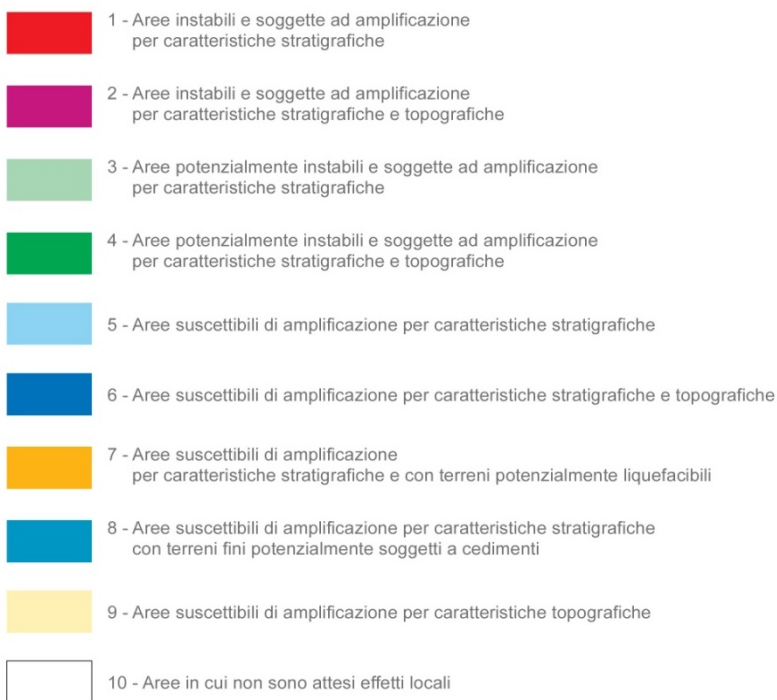 1 - Aree instabili e soggette ad amplificazione
per caratteristiche stratigrafiche
2 - Aree instabili e soggette ad amplificazione
per caratteristiche stratigrafiche e topografiche
3 - Aree potenzialmente instabili e soggette ad amplificazione
per caratteristiche stratigrafiche
4 - Aree potenzialmente instabili e soggette ad amplificazione
per caratteristiche stratigrafiche e topografiche
5 - Aree suscettibili di amplificazione per caratteristiche stratigrafiche
6 - Aree suscettibili di amplificazione per caratteristiche stratigrafiche e topografiche
7 - Aree suscettibili di amplificazione
per caratteristiche stratigrafiche e con terreni potenzialmente liquefacibili
8 - Aree suscettibili di amplificazione per caratteristiche stratigrafiche
con terreni fini potenzialmente soggetti a cedimenti
9 - Aree suscettibili di amplificazione per caratteristiche topografiche
10 - Aree in cui non sono attesi effetti locali